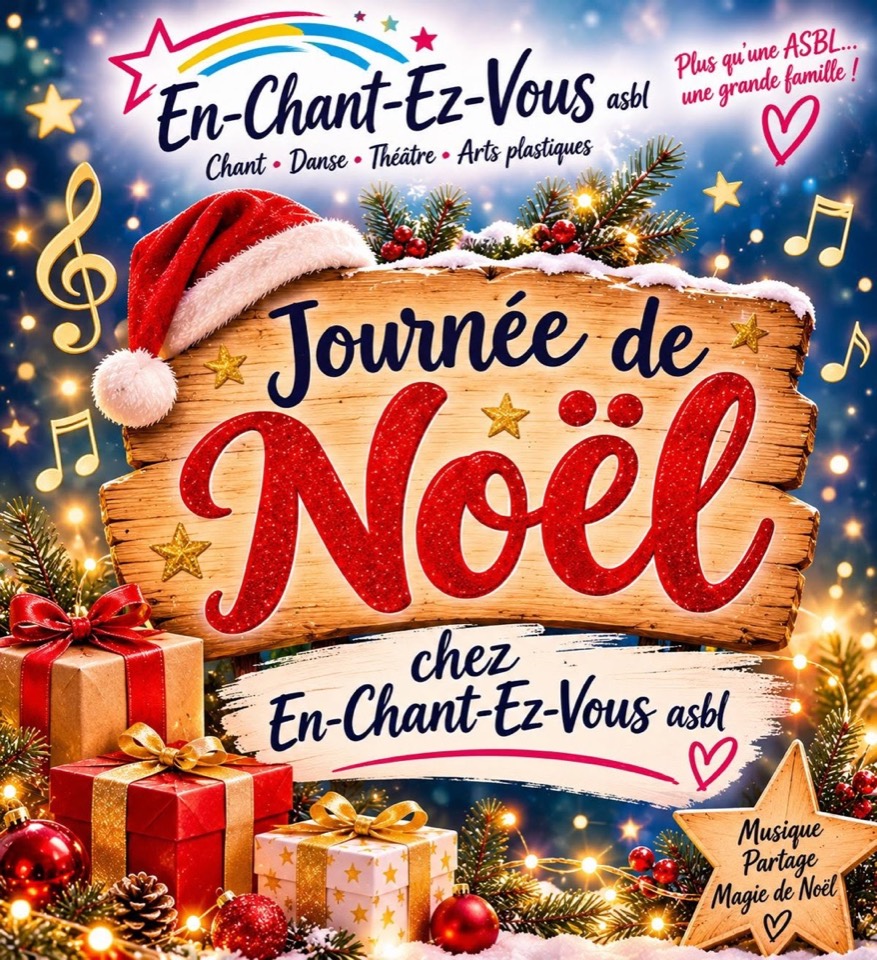 En-Chant-Ez-Vous asbl
Chant • Danse • Théâtre • Arts plastiques
Plus qu'une ASBL...
une grande famille !
Journée de
Noël
chez
En-Chant-Ez-Vous asbl
Musique
Partage
Magie de Noël